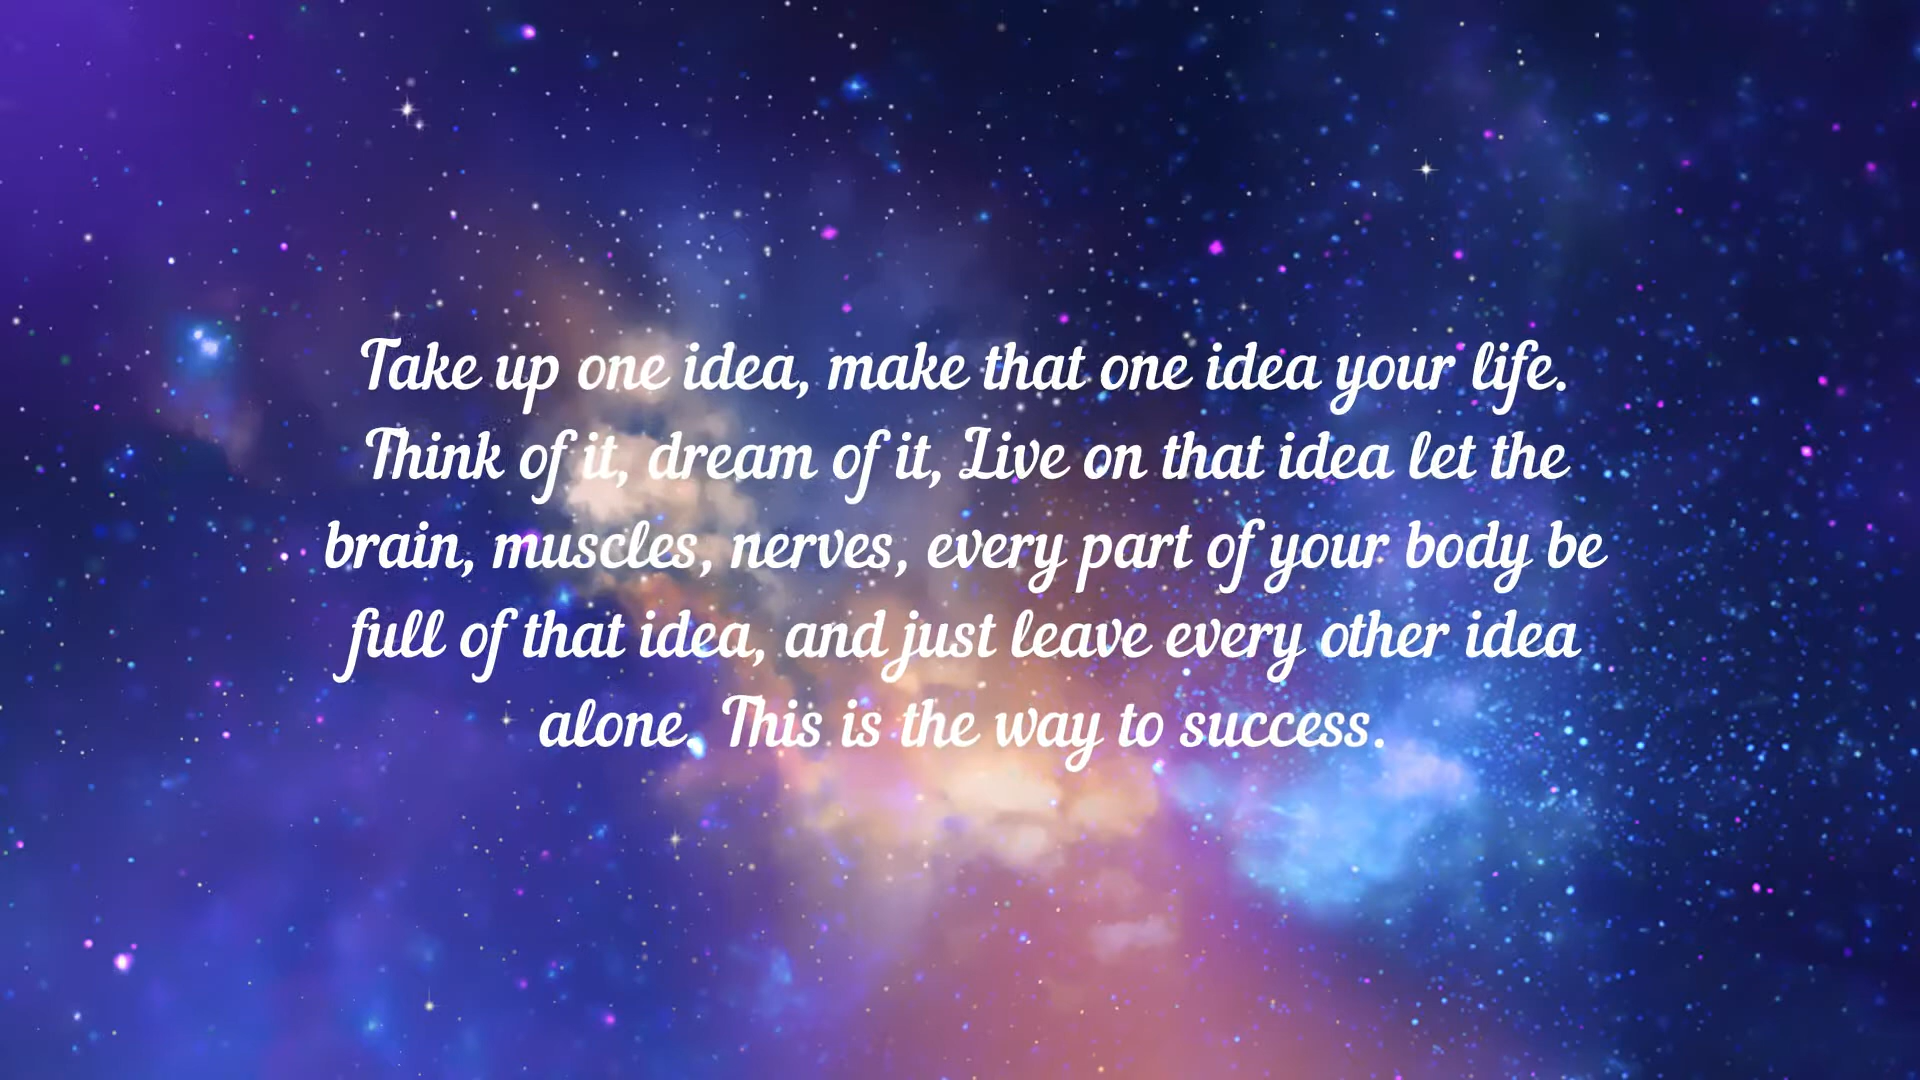 Take up one idea, make that one idea your life.
Think of it, dream of it, Live on that idea let the
brain, muscles, nerves, every part of your body be
full of that idea, and just leave every other idea
alone. This is the way to success.